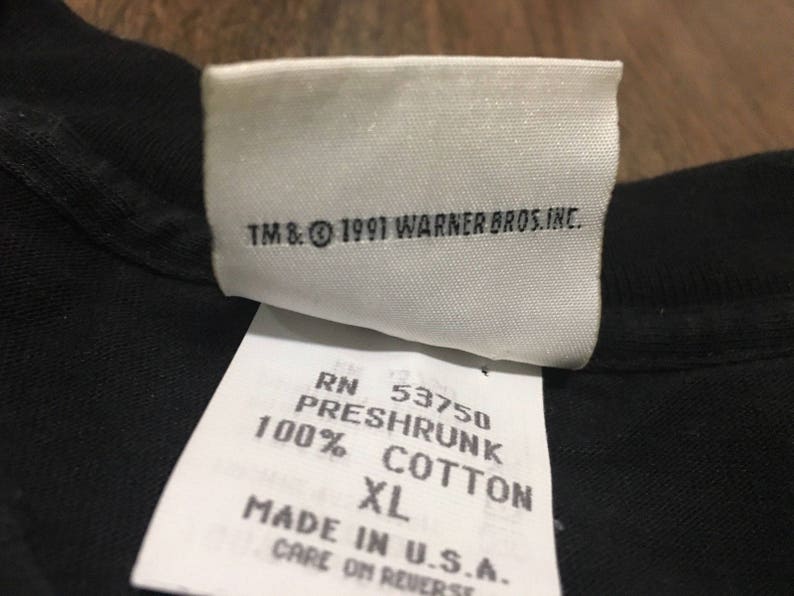 TM & © 1991 WARNER BROS. INC.
RN 53750
PRESHRUNK
100% COTTON
XL
MADE IN U.S.A.
CARE ON REVERSE